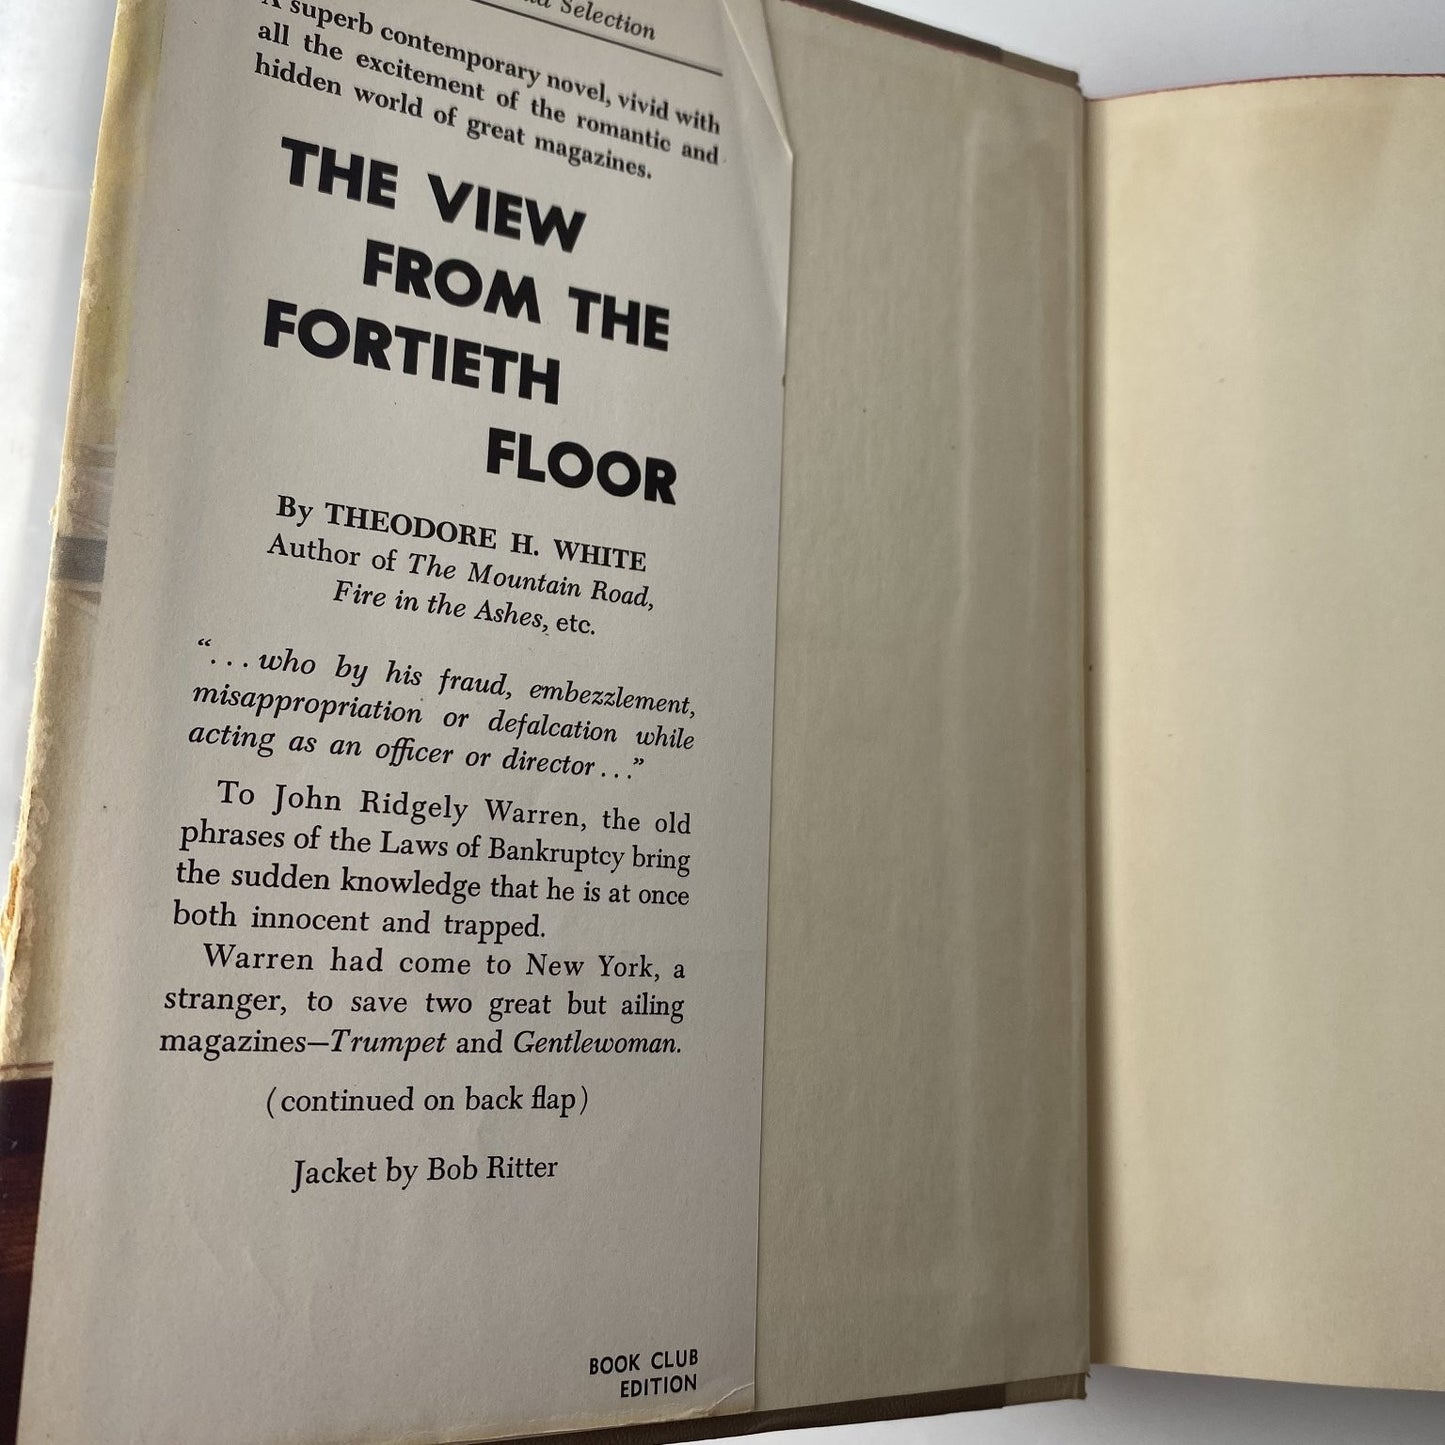 Selection
A superb contemporary novel, vivid with
all the excitement of the romantic and
hidden world of great magazines.
THE VIEW
FROM THE
FORTIETH
FLOOR
By THEODORE H. WHITE
Author of The Mountain Road,
Fire in the Ashes, etc.
“. . . who by his fraud, embezzlement,
misappropriation or defalcation while
acting as an officer or director . . .”
To John Ridgely Warren, the old
phrases of the Laws of Bankruptcy bring
the sudden knowledge that he is at once
both innocent and trapped.
Warren had come to New York, a
stranger, to save two great but ailing
magazines—Trumpet and Gentlewoman.
(continued on back flap)
Jacket by Bob Ritter
BOOK CLUB
EDITION